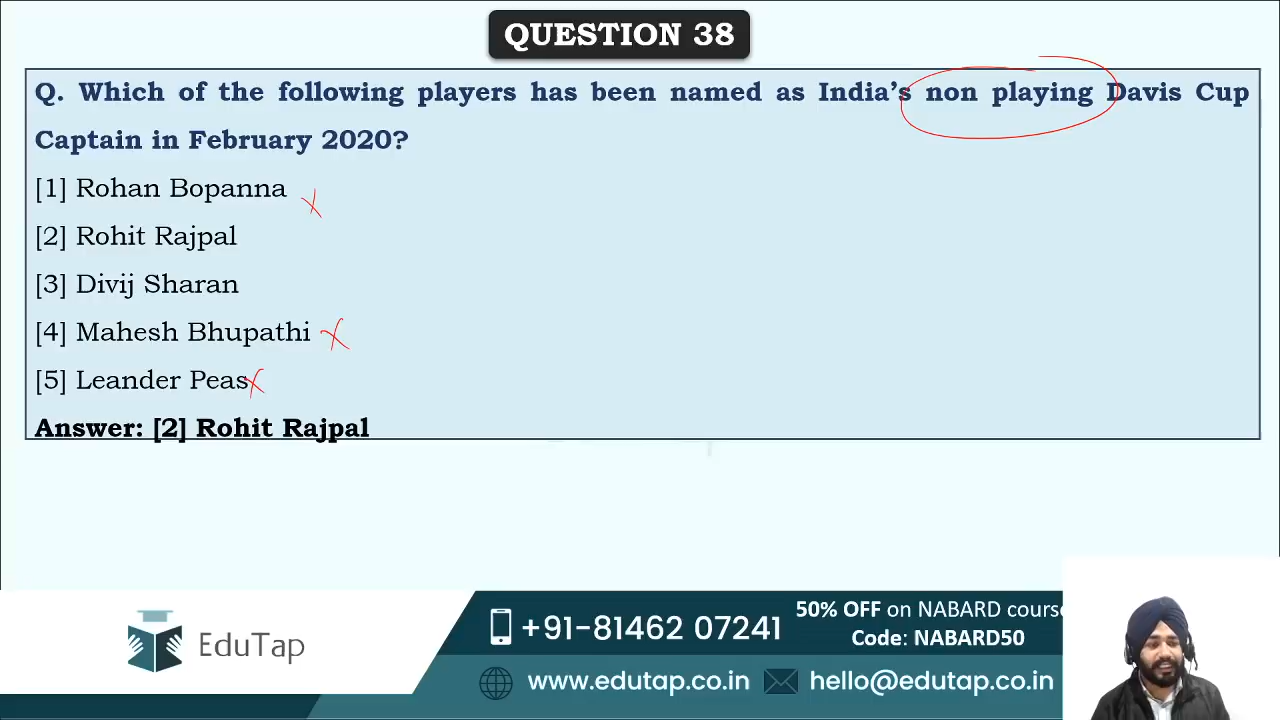 QUESTION 38
Q. Which of the following players has been named as India's non playing Davis Cup
Captain in February 2020?
[1] Rohan Bopanna
[2] Rohit Rajpal
[3] Divij Sharan
[4] Mahesh Bhupathi
[5] Leander Peas
Answer: [2] Rohit Rajpal
EduTap
+91-81462 07241
50% OFF on NABARD course
Code: NABARD50
www.edutap.co.in
hello@edutap.co.in